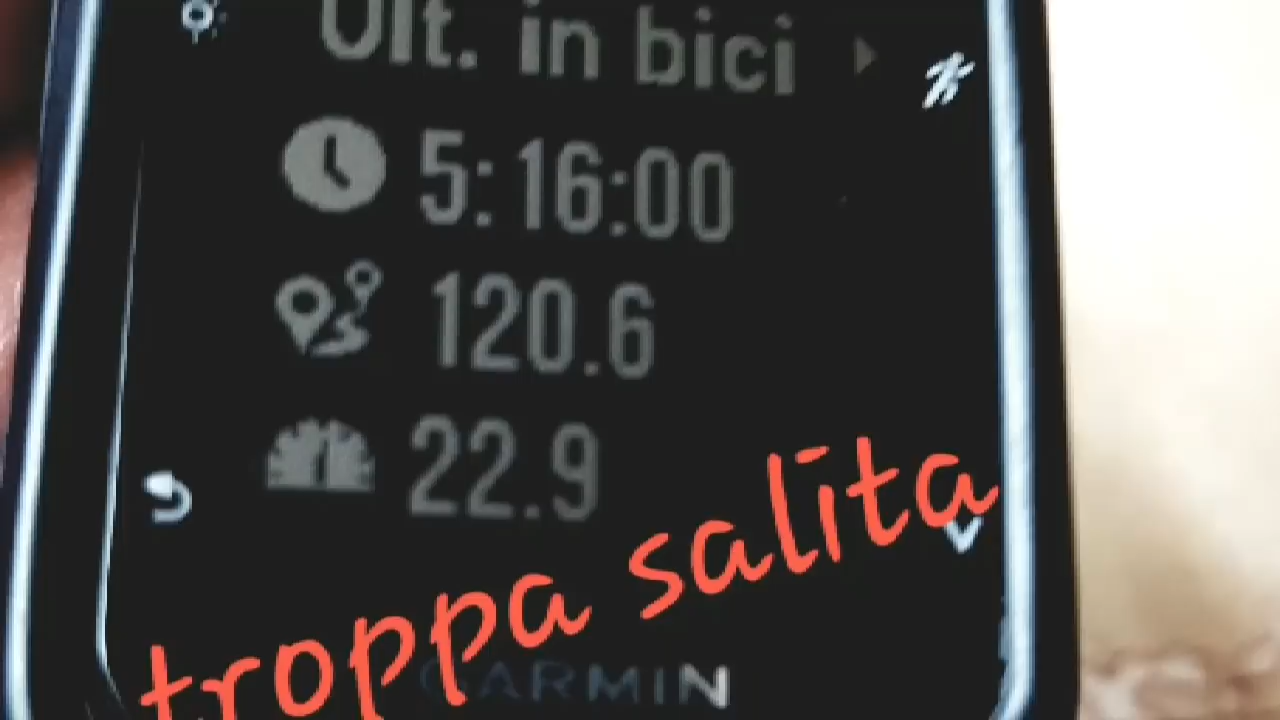 Ult. in bici
5:16:00
120.6
22.9
troppa salita
GARMIN